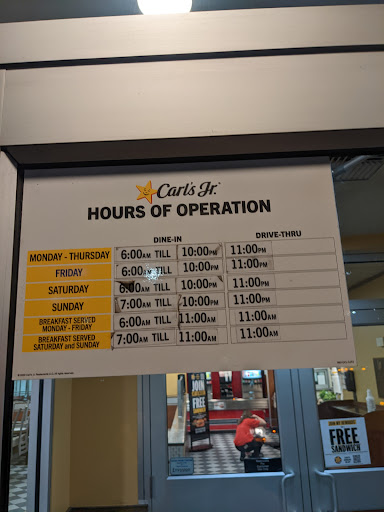 Carl's Jr.
HOURS OF OPERATION
DINE-IN DRIVE-THRU
MONDAY - THURSDAY 6:00AM TILL 10:00PM 11:00PM
FRIDAY 6:00AM TILL 10:00PM 11:00PM
SATURDAY 6:00AM TILL 10:00PM 11:00PM
SUNDAY 7:00AM TILL 10:00PM 11:00PM
BREAKFAST SERVED
MONDAY - FRIDAY 6:00AM TILL 11:00AM 11:00AM
BREAKFAST SERVED
SATURDAY and SUNDAY 7:00AM TILL 11:00AM 11:00AM
JOIN
FREE
FREE
SANDWICH